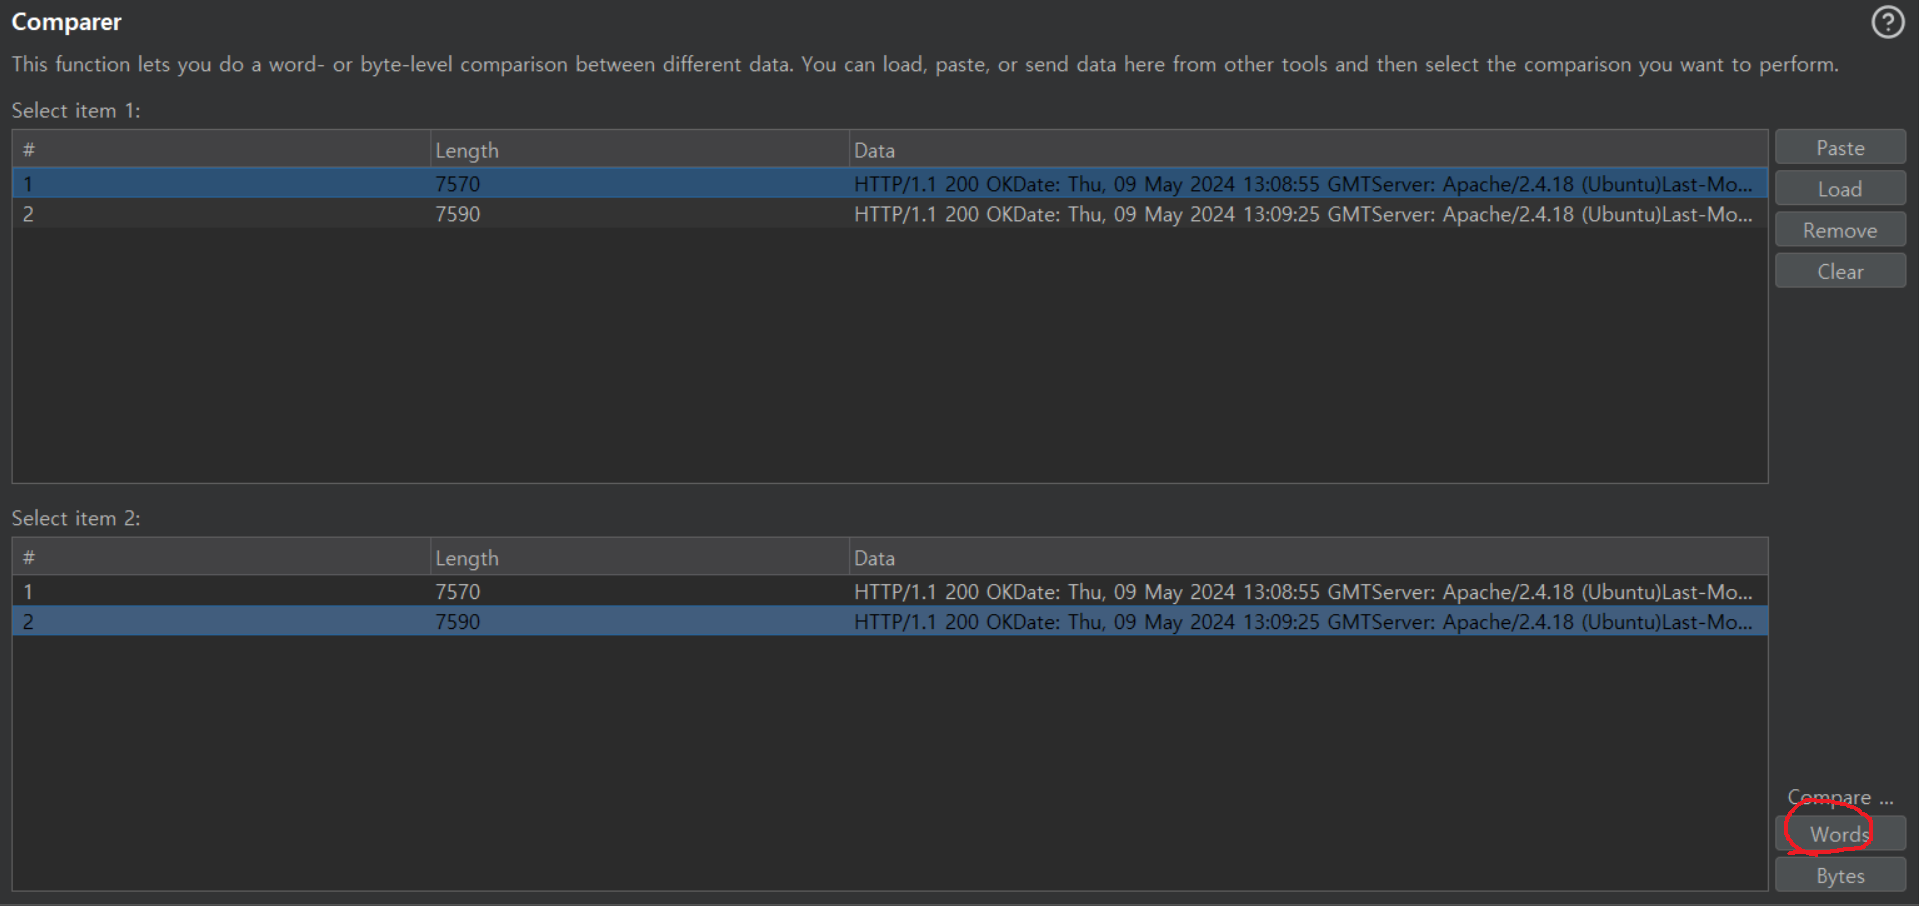 Comparer
?
This function lets you do a word- or byte-level comparison between different data. You can load, paste, or send data here from other tools and then select the comparison you want to perform.
Select item 1:
# Length Data
1 7570 HTTP/1.1 200 OKDate: Thu, 09 May 2024 13:08:55 GMTServer: Apache/2.4.18 (Ubuntu)Last-Mo...
2 7590 HTTP/1.1 200 OKDate: Thu, 09 May 2024 13:09:25 GMTServer: Apache/2.4.18 (Ubuntu)Last-Mo...
Paste
Load
Remove
Clear
Select item 2:
# Length Data
1 7570 HTTP/1.1 200 OKDate: Thu, 09 May 2024 13:08:55 GMTServer: Apache/2.4.18 (Ubuntu)Last-Mo...
2 7590 HTTP/1.1 200 OKDate: Thu, 09 May 2024 13:09:25 GMTServer: Apache/2.4.18 (Ubuntu)Last-Mo...
Compare ...
Words
Bytes